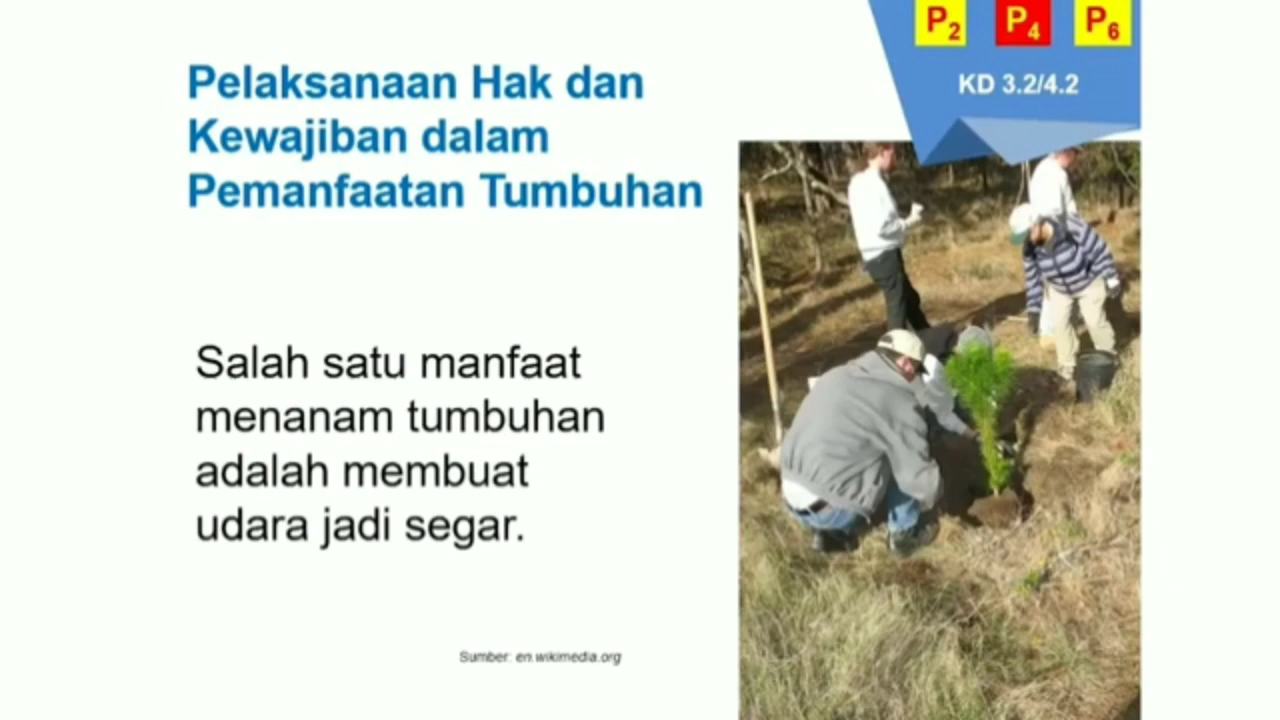 P2 P4 P6
KD 3.2/4.2
Pelaksanaan Hak dan
Kewajiban dalam
Pemanfaatan Tumbuhan
Salah satu manfaat
menanam tumbuhan
adalah membuat
udara jadi segar.
Sumber: en.wikimedia.org